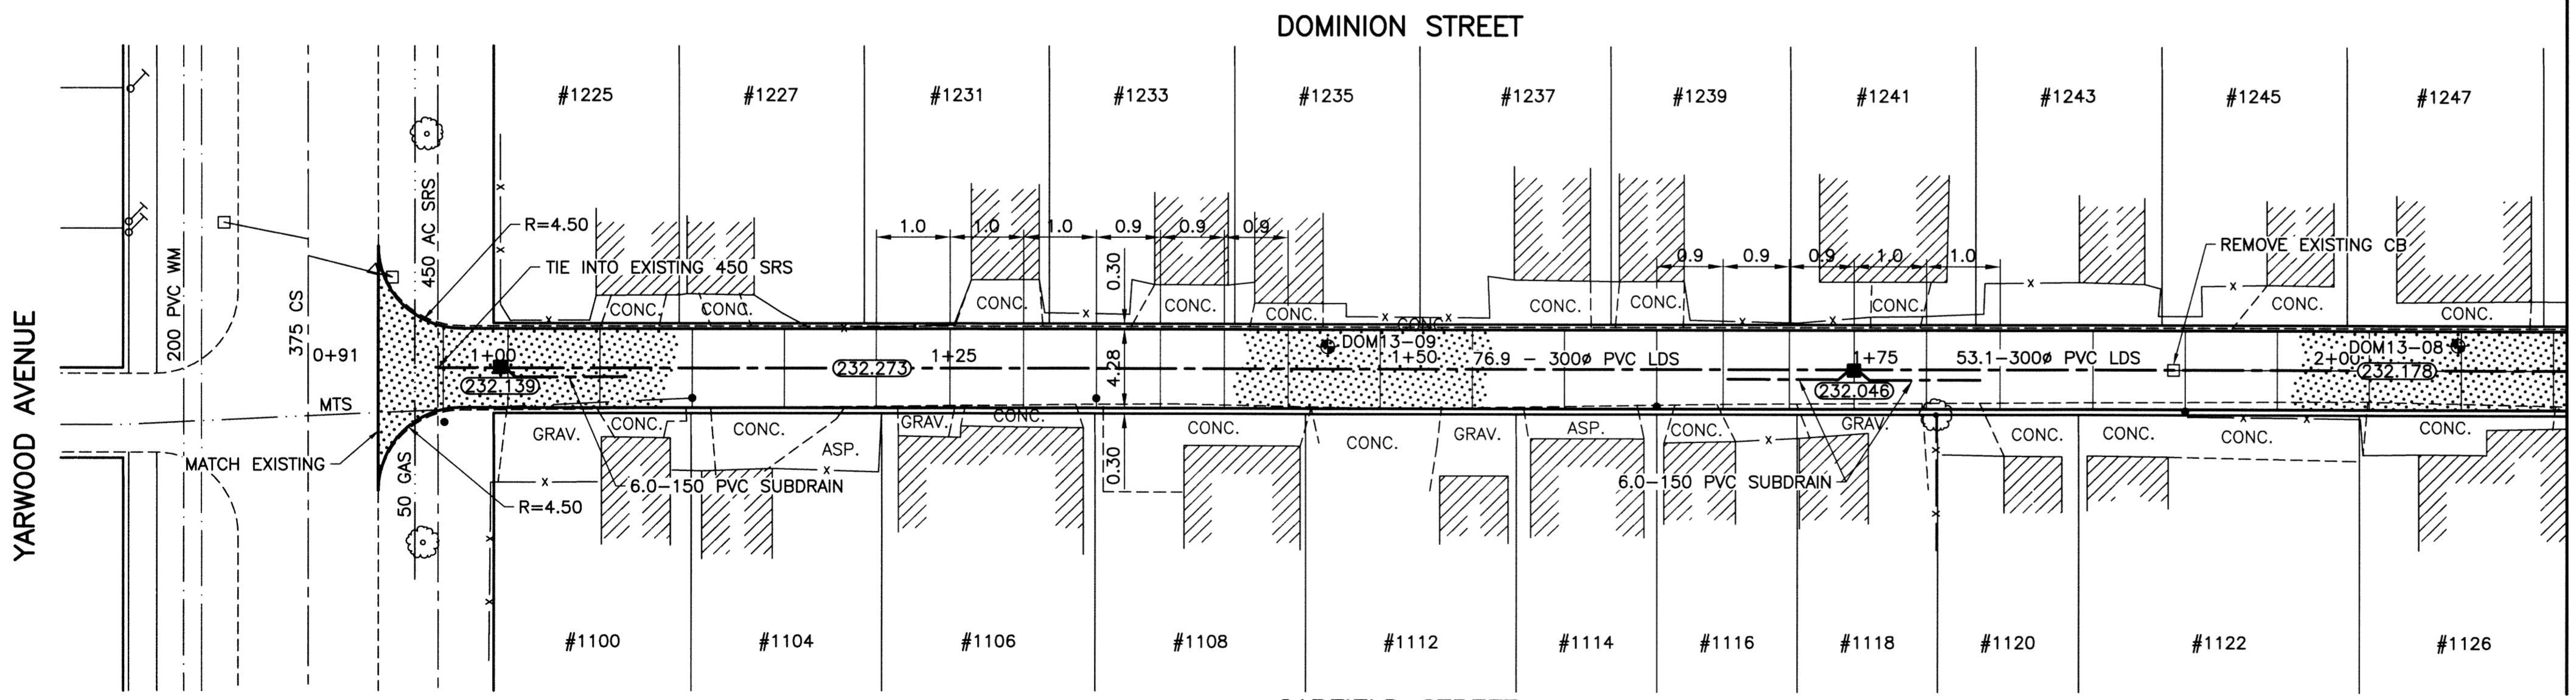 DOMINION STREET
#1225
#1227
#1231
#1233
#1235
#1237
#1239
#1241
#1243
#1245
#1247
YARWOOD AVENUE
200 PVC WM
375 CS
450 AC SRS
50 GAS
R=4.50
TIE INTO EXISTING 450 SRS
1.0
1.0
1.0
0.9
0.9
0.9
0.30
0.9
0.9
0.9
1.0
1.0
REMOVE EXISTING CB
CONC.
CONC.
CONC.
CONC.
CONC.
CONC.
CONC.
CONC.
CONC.
CONC.
CONC.
0+91
1+00
232.139
232.273
1+25
4.28
DOM13-09
1+50
76.9 – 300ø PVC LDS
1+75
232.046
53.1-300ø PVC LDS
DOM13-08
2+00
232.178
MTS
MATCH EXISTING
R=4.50
GRAV.
CONC.
CONC.
ASP.
GRAV.
CONC.
0.30
CONC.
CONC.
GRAV.
ASP.
CONC.
GRAV.
CONC.
CONC.
CONC.
CONC.
6.0-150 PVC SUBDRAIN
6.0-150 PVC SUBDRAIN
#1100
#1104
#1106
#1108
#1112
#1114
#1116
#1118
#1120
#1122
#1126